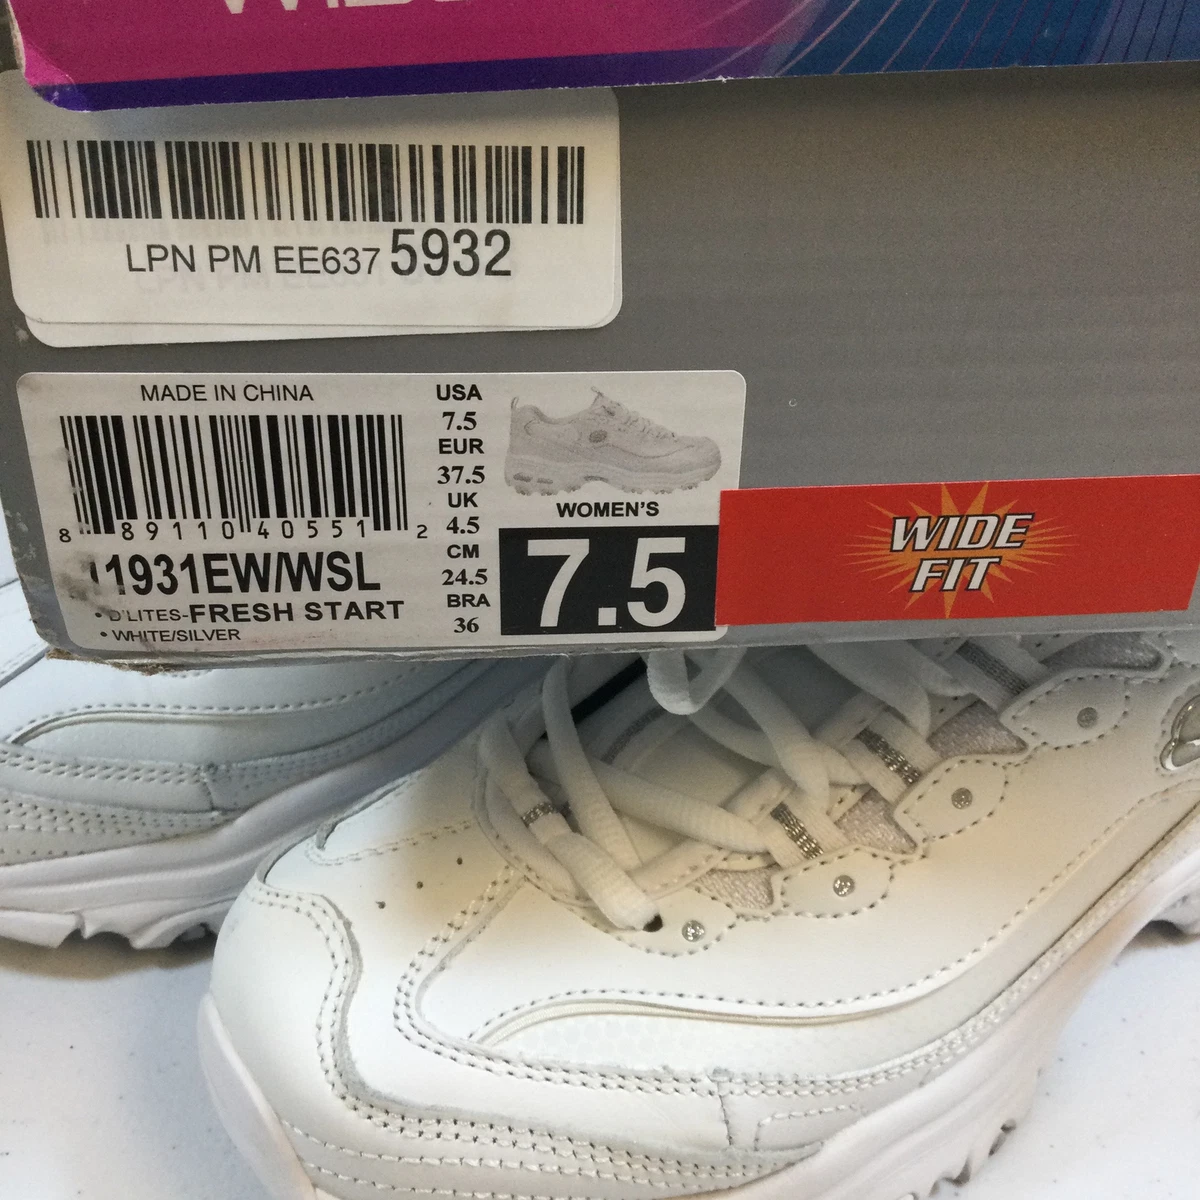 LPN PM EE637 5932
MADE IN CHINA
8 89110 40551 2
11931EW/WSL
• D'LITES-FRESH START
• WHITE/SILVER
USA
7.5
EUR
37.5
UK
4.5
CM
24.5
BRA
36
WOMEN'S
7.5
WIDE
FIT